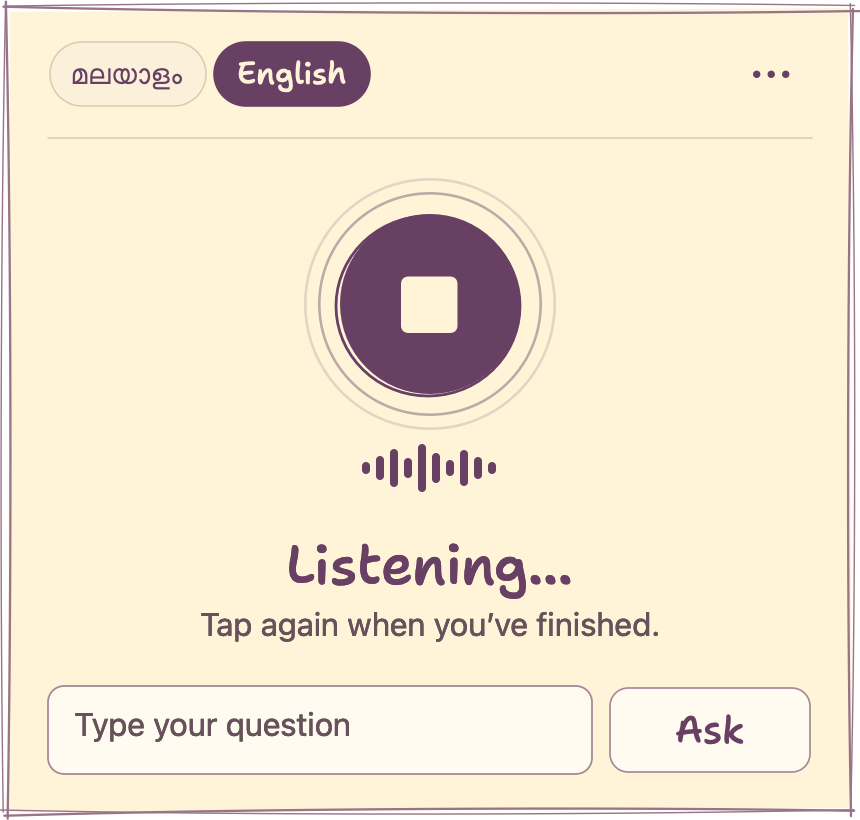 മലയാളം English
Listening...
Tap again when you’ve finished.
Type your question
Ask